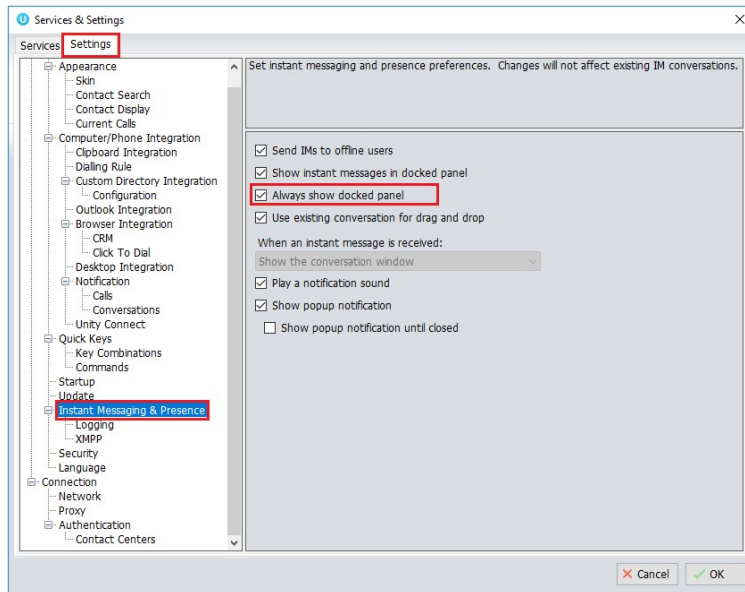 Services & Settings
Services Settings
Appearance
Skin
Contact Search
Contact Display
Current Calls
Computer/Phone Integration
Clipboard Integration
Dialling Rule
Custom Directory Integration
Configuration
Outlook Integration
Browser Integration
CRM
Click To Dial
Desktop Integration
Notification
Calls
Conversations
Unity Connect
Quick Keys
Key Combinations
Commands
Startup
Update
Instant Messaging & Presence
Logging
XMPP
Security
Language
Connection
Network
Proxy
Authentication
Contact Centers
Set instant messaging and presence preferences. Changes will not affect existing IM conversations.
Send IMs to offline users
Show instant messages in docked panel
Always show docked panel
Use existing conversation for drag and drop
When an instant message is received:
Show the conversation window
Play a notification sound
Show popup notification
Show popup notification until closed
Cancel OK